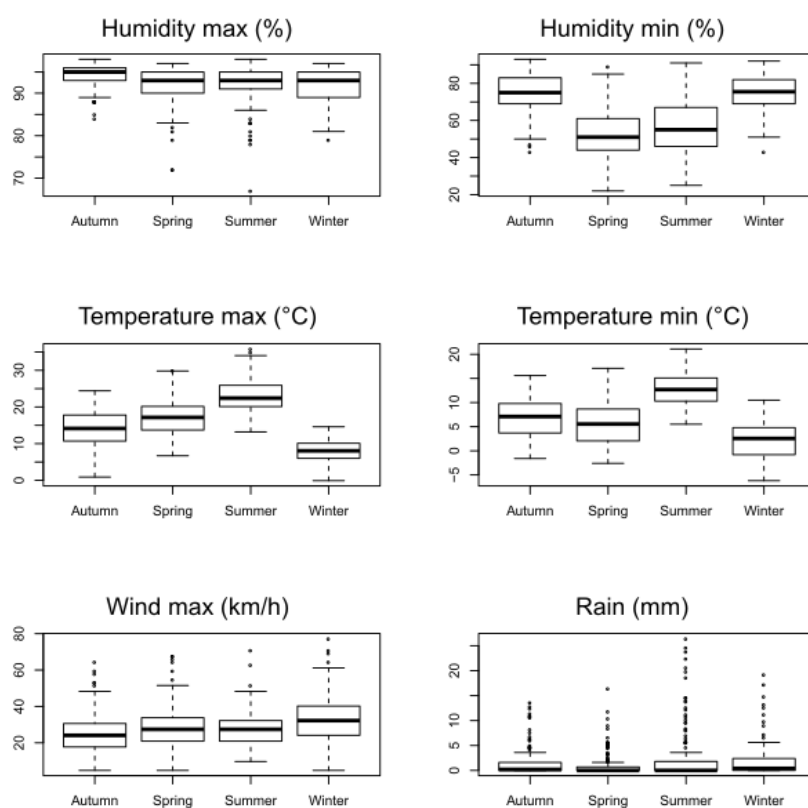 Humidity max (%)
90
80
70
Autumn Spring Summer Winter
Humidity min (%)
80
60
40
20
Autumn Spring Summer Winter
Temperature max (°C)
30
20
10
0
Autumn Spring Summer Winter
Temperature min (°C)
20
10
5
0
−5
Autumn Spring Summer Winter
Wind max (km/h)
80
60
40
20
Autumn Spring Summer Winter
Rain (mm)
20
10
5
0
Autumn Spring Summer Winter